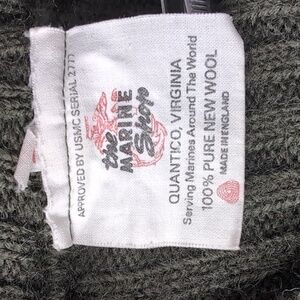 APPROVED BY USMC SERIAL 2777
the
MARINE
Shop
QUANTICO, VIRGINIA
Serving Marines Around The World
100% PURE NEW WOOL
MADE IN ENGLAND